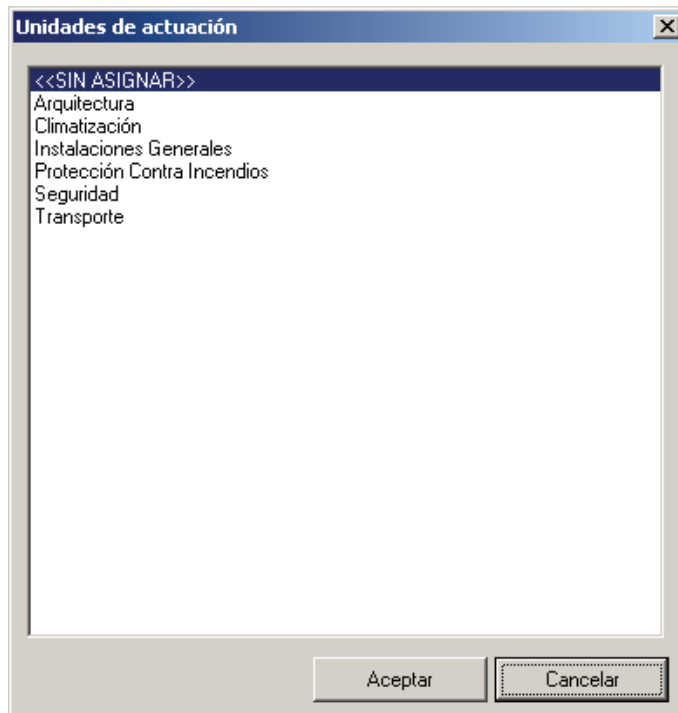 Unidades de actuación
<<SIN ASIGNAR>>
Arquitectura
Climatización
Instalaciones Generales
Protección Contra Incendios
Seguridad
Transporte
Aceptar
Cancelar